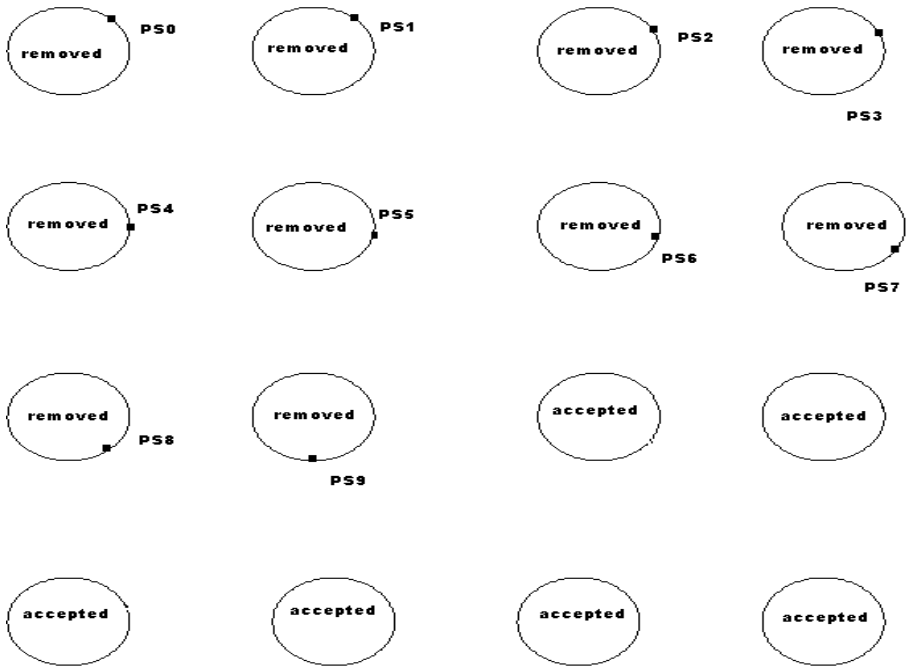 removed PS0 removed PS1 removed PS2 removed
PS3
removed PS4 removed PS5 removed PS6 removed
PS7
removed PS8 removed accepted accepted
PS9
accepted accepted accepted accepted